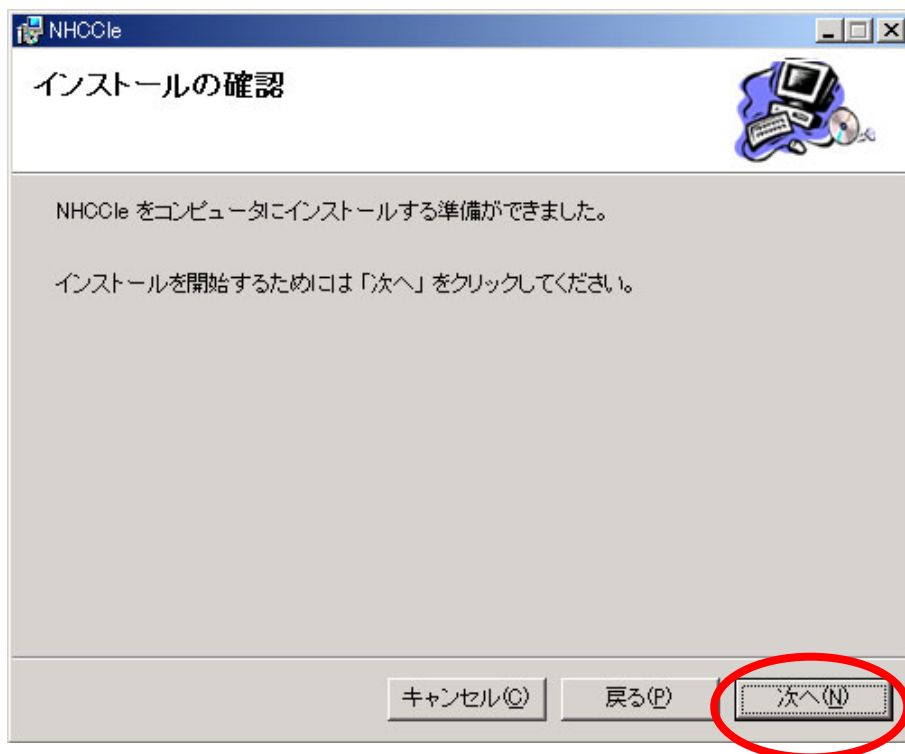 NHCCIe
インストールの確認
NHCCIe をコンピュータにインストールする準備ができました。
インストールを開始するためには「次へ」をクリックしてください。
キャンセル(C) 戻る(P) 次へ(N)